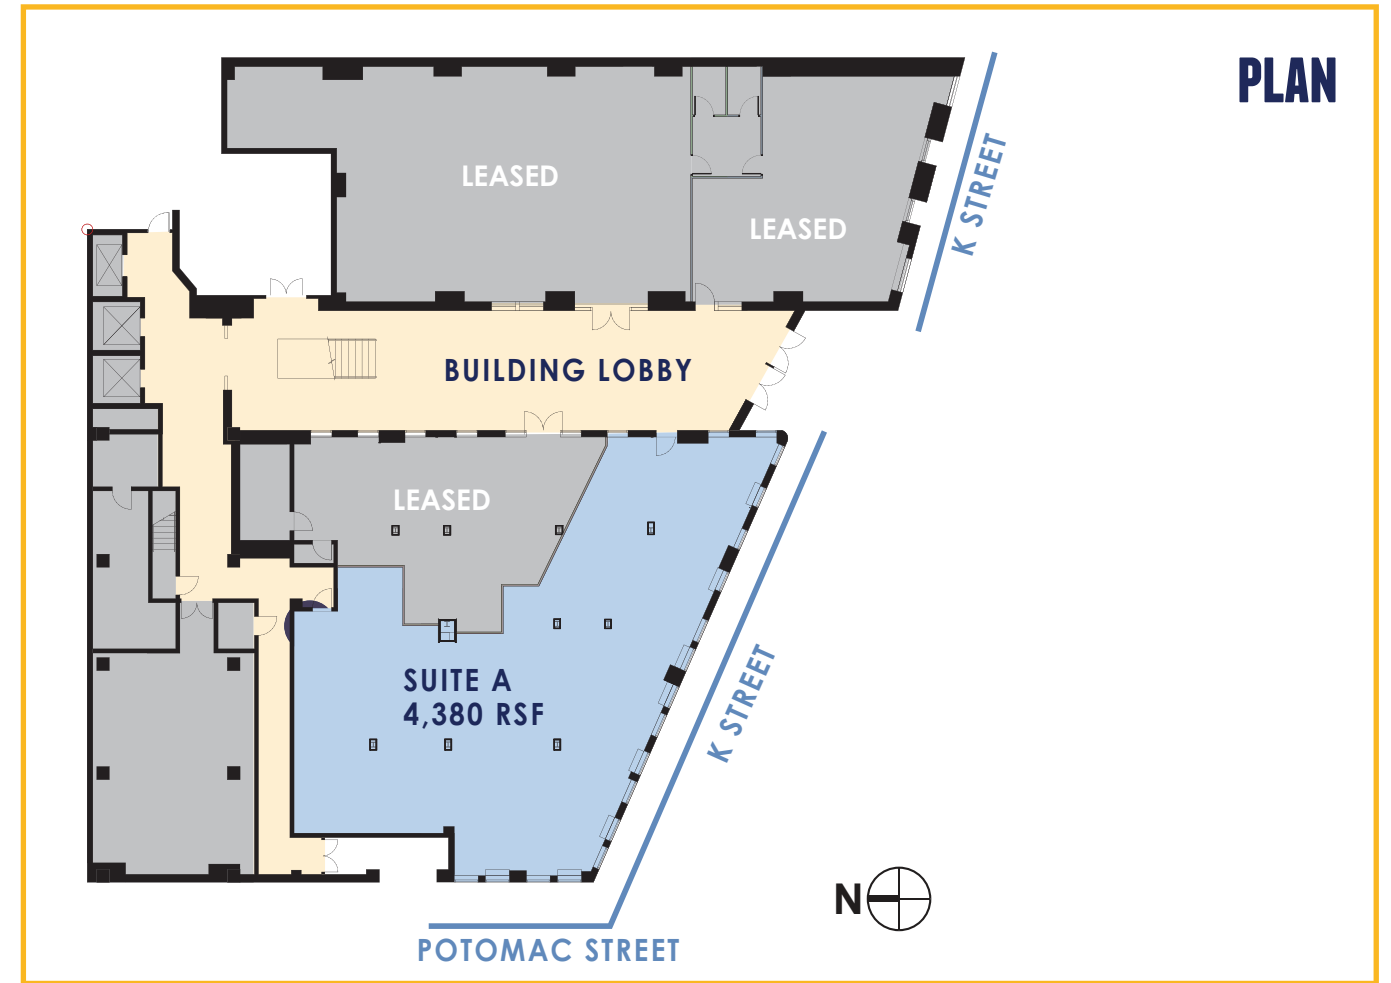 PLAN
K STREET
LEASED
LEASED
BUILDING LOBBY
LEASED
SUITE A
4,380 RSF
K STREET
N
POTOMAC STREET